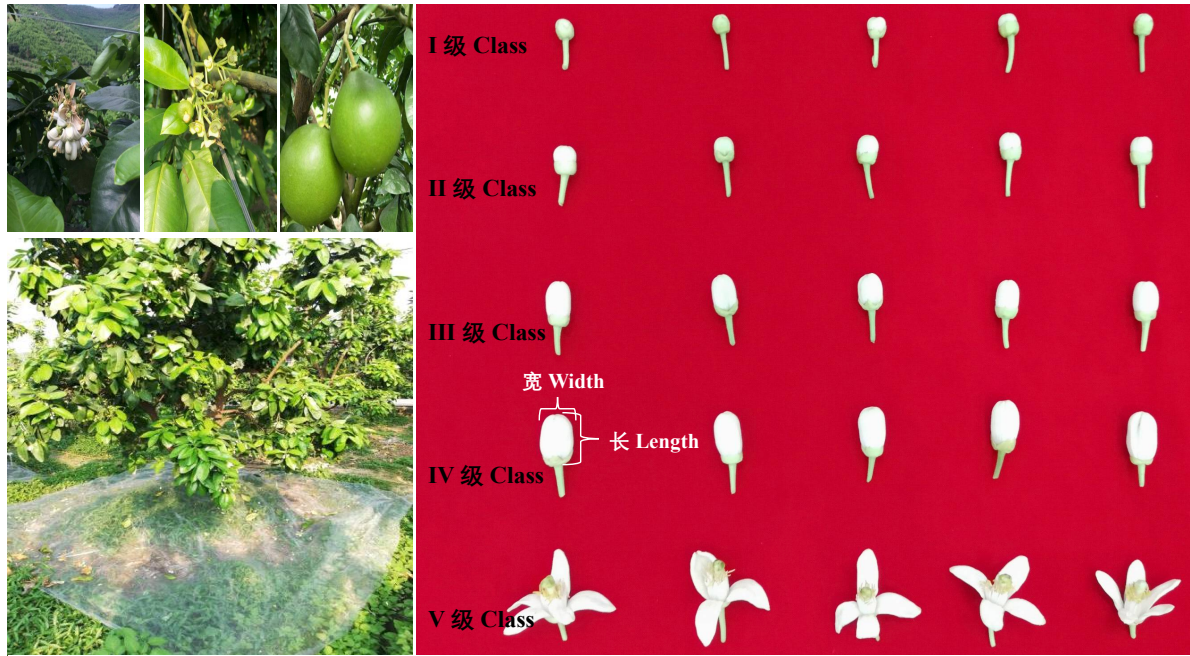 I 级 Class
II 级 Class
III 级 Class
宽 Width
长 Length
IV 级 Class
V 级 Class